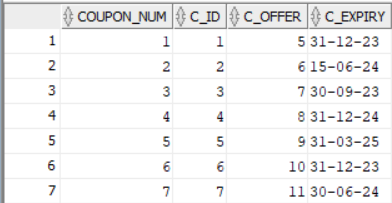 COUPON_NUM C_ID C_OFFER C_EXPIRY
1 1 1 5 31-12-23
2 2 2 6 15-06-24
3 3 3 7 30-09-23
4 4 4 8 31-12-24
5 5 5 9 31-03-25
6 6 6 10 31-12-23
7 7 7 11 30-06-24